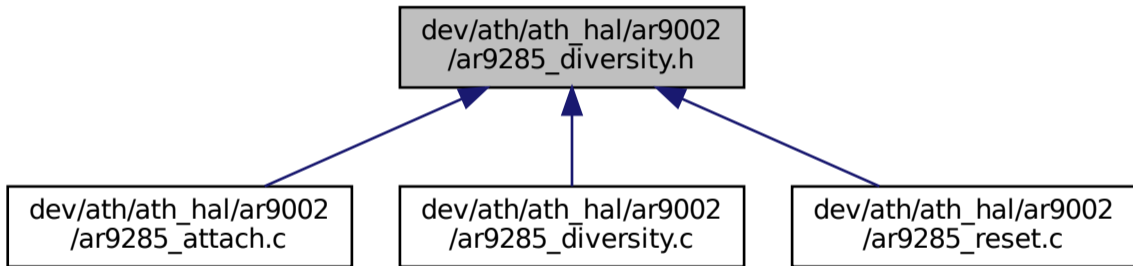 dev/ath/ath_hal/ar9002
/ar9285_diversity.h
dev/ath/ath_hal/ar9002
/ar9285_attach.c
dev/ath/ath_hal/ar9002
/ar9285_diversity.c
dev/ath/ath_hal/ar9002
/ar9285_reset.c